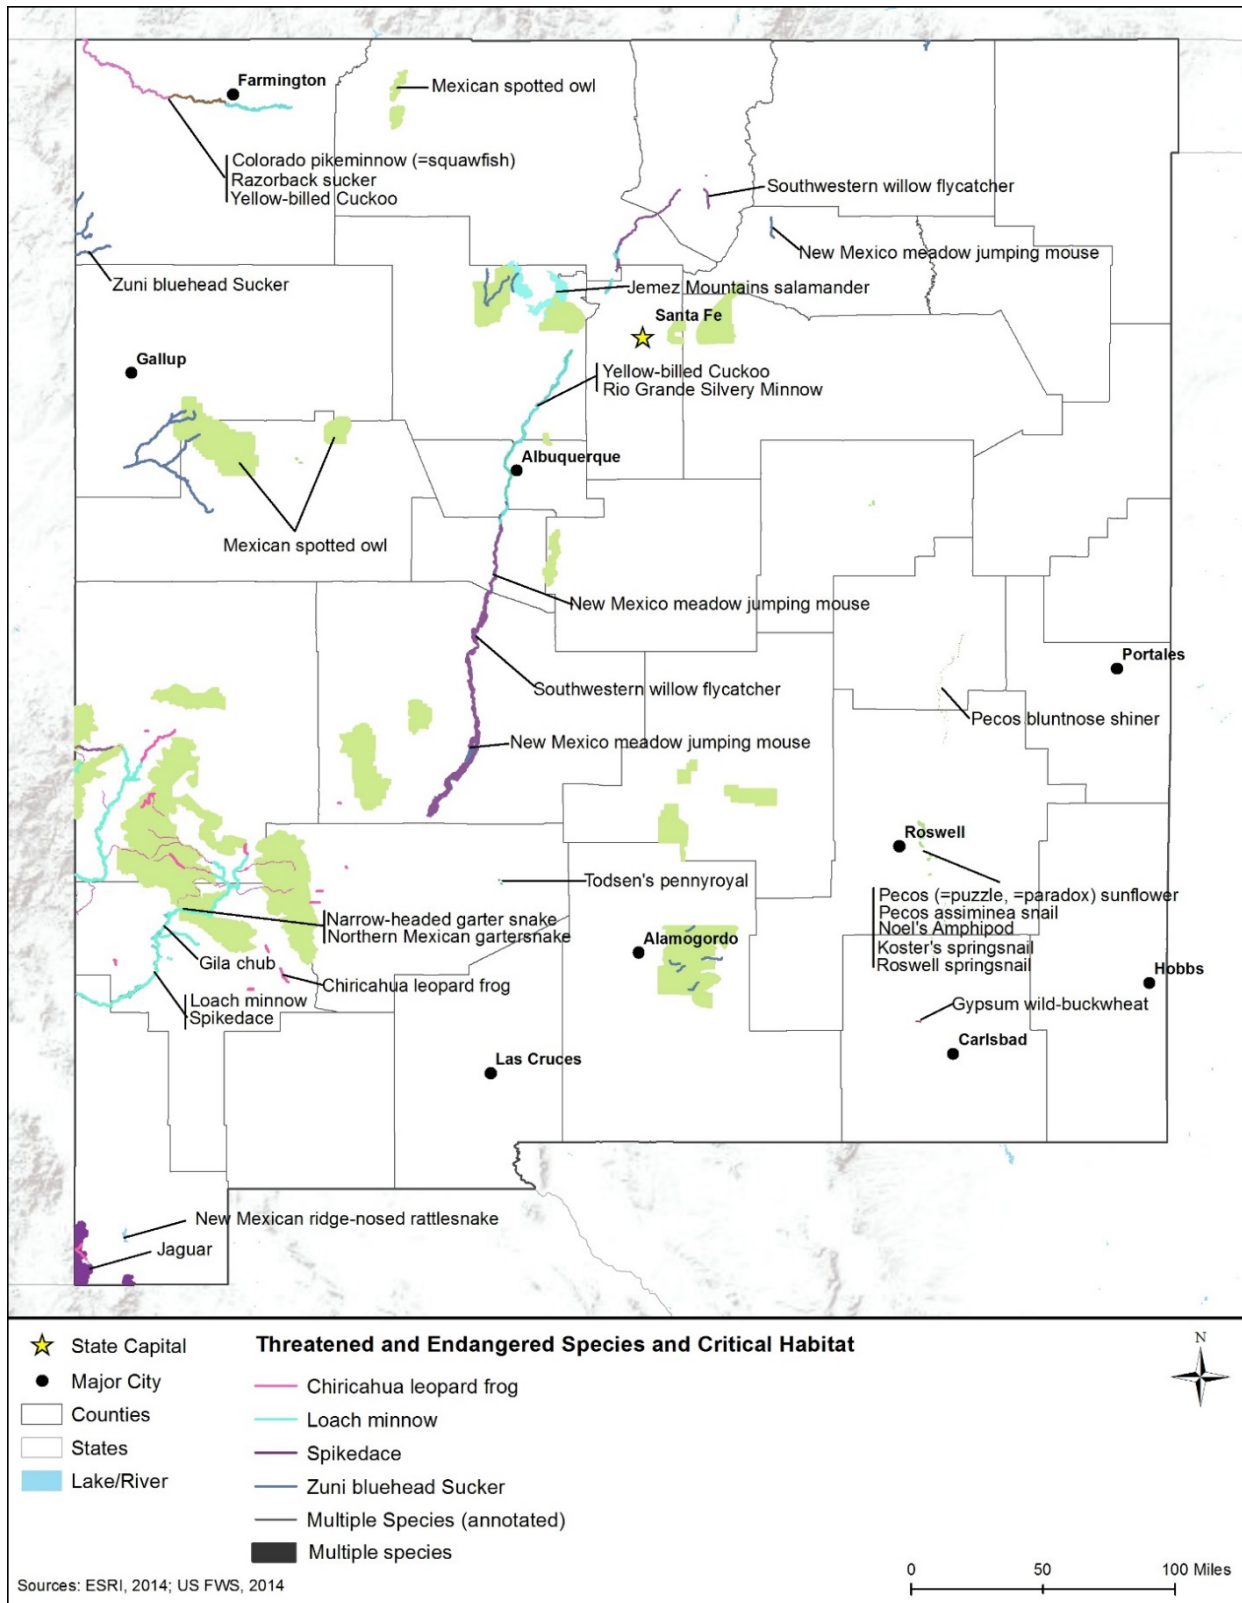 Farmington
Mexican spotted owl
Colorado pikeminnow (=squawfish)
Razorback sucker
Yellow-billed Cuckoo
Southwestern willow flycatcher
New Mexico meadow jumping mouse
Zuni bluehead Sucker
Jemez Mountains salamander
Santa Fe
Gallup
Yellow-billed Cuckoo
Rio Grande Silvery Minnow
Albuquerque
Mexican spotted owl
New Mexico meadow jumping mouse
Portales
Southwestern willow flycatcher
Pecos bluntnose shiner
New Mexico meadow jumping mouse
Roswell
Todsen's pennyroyal
Pecos (=puzzle, =paradox) sunflower
Pecos assiminea snail
Noel's Amphipod
Koster's springsnail
Roswell springsnail
Narrow-headed garter snake
Northern Mexican gartersnake
Alamogordo
Gila chub
Chiricahua leopard frog
Hobbs
Loach minnow
Spikedace
Gypsum wild-buckwheat
Carlsbad
Las Cruces
New Mexican ridge-nosed rattlesnake
Jaguar
State Capital
Major City
Counties
States
Lake/River
Threatened and Endangered Species and Critical Habitat
Chiricahua leopard frog
Loach minnow
Spikedace
Zuni bluehead Sucker
Multiple Species (annotated)
Multiple species
N
0 50 100 Miles
Sources: ESRI, 2014; US FWS, 2014